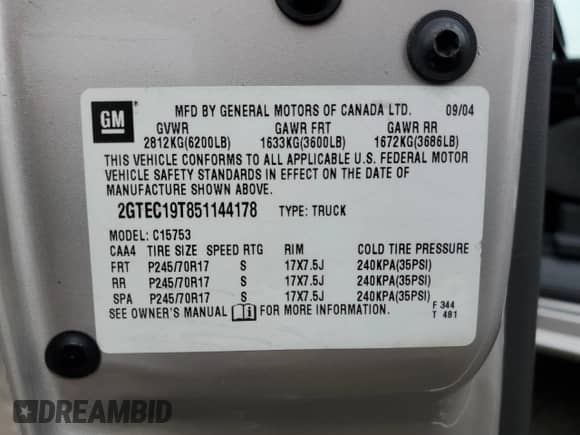 GM
MFD BY GENERAL MOTORS OF CANADA LTD. 09/04
GVWR GAWR FRT GAWR RR
2812KG(6200LB) 1633KG(3600LB) 1672KG(3686LB)
THIS VEHICLE CONFORMS TO ALL APPLICABLE U.S. FEDERAL MOTOR
VEHICLE SAFETY STANDARDS IN EFFECT ON THE DATE OF
MANUFACTURE SHOWN ABOVE.
2GTEC19T851144178 TYPE: TRUCK
MODEL: C15753
CAA4 TIRE SIZE SPEED RTG RIM COLD TIRE PRESSURE
FRT P245/70R17 S 17X7.5J 240KPA(35PSI)
RR P245/70R17 S 17X7.5J 240KPA(35PSI)
SPA P245/70R17 S 17X7.5J 240KPA(35PSI)
SEE OWNER'S MANUAL FOR MORE INFORMATION.
F 344
T 481
DREAMBID